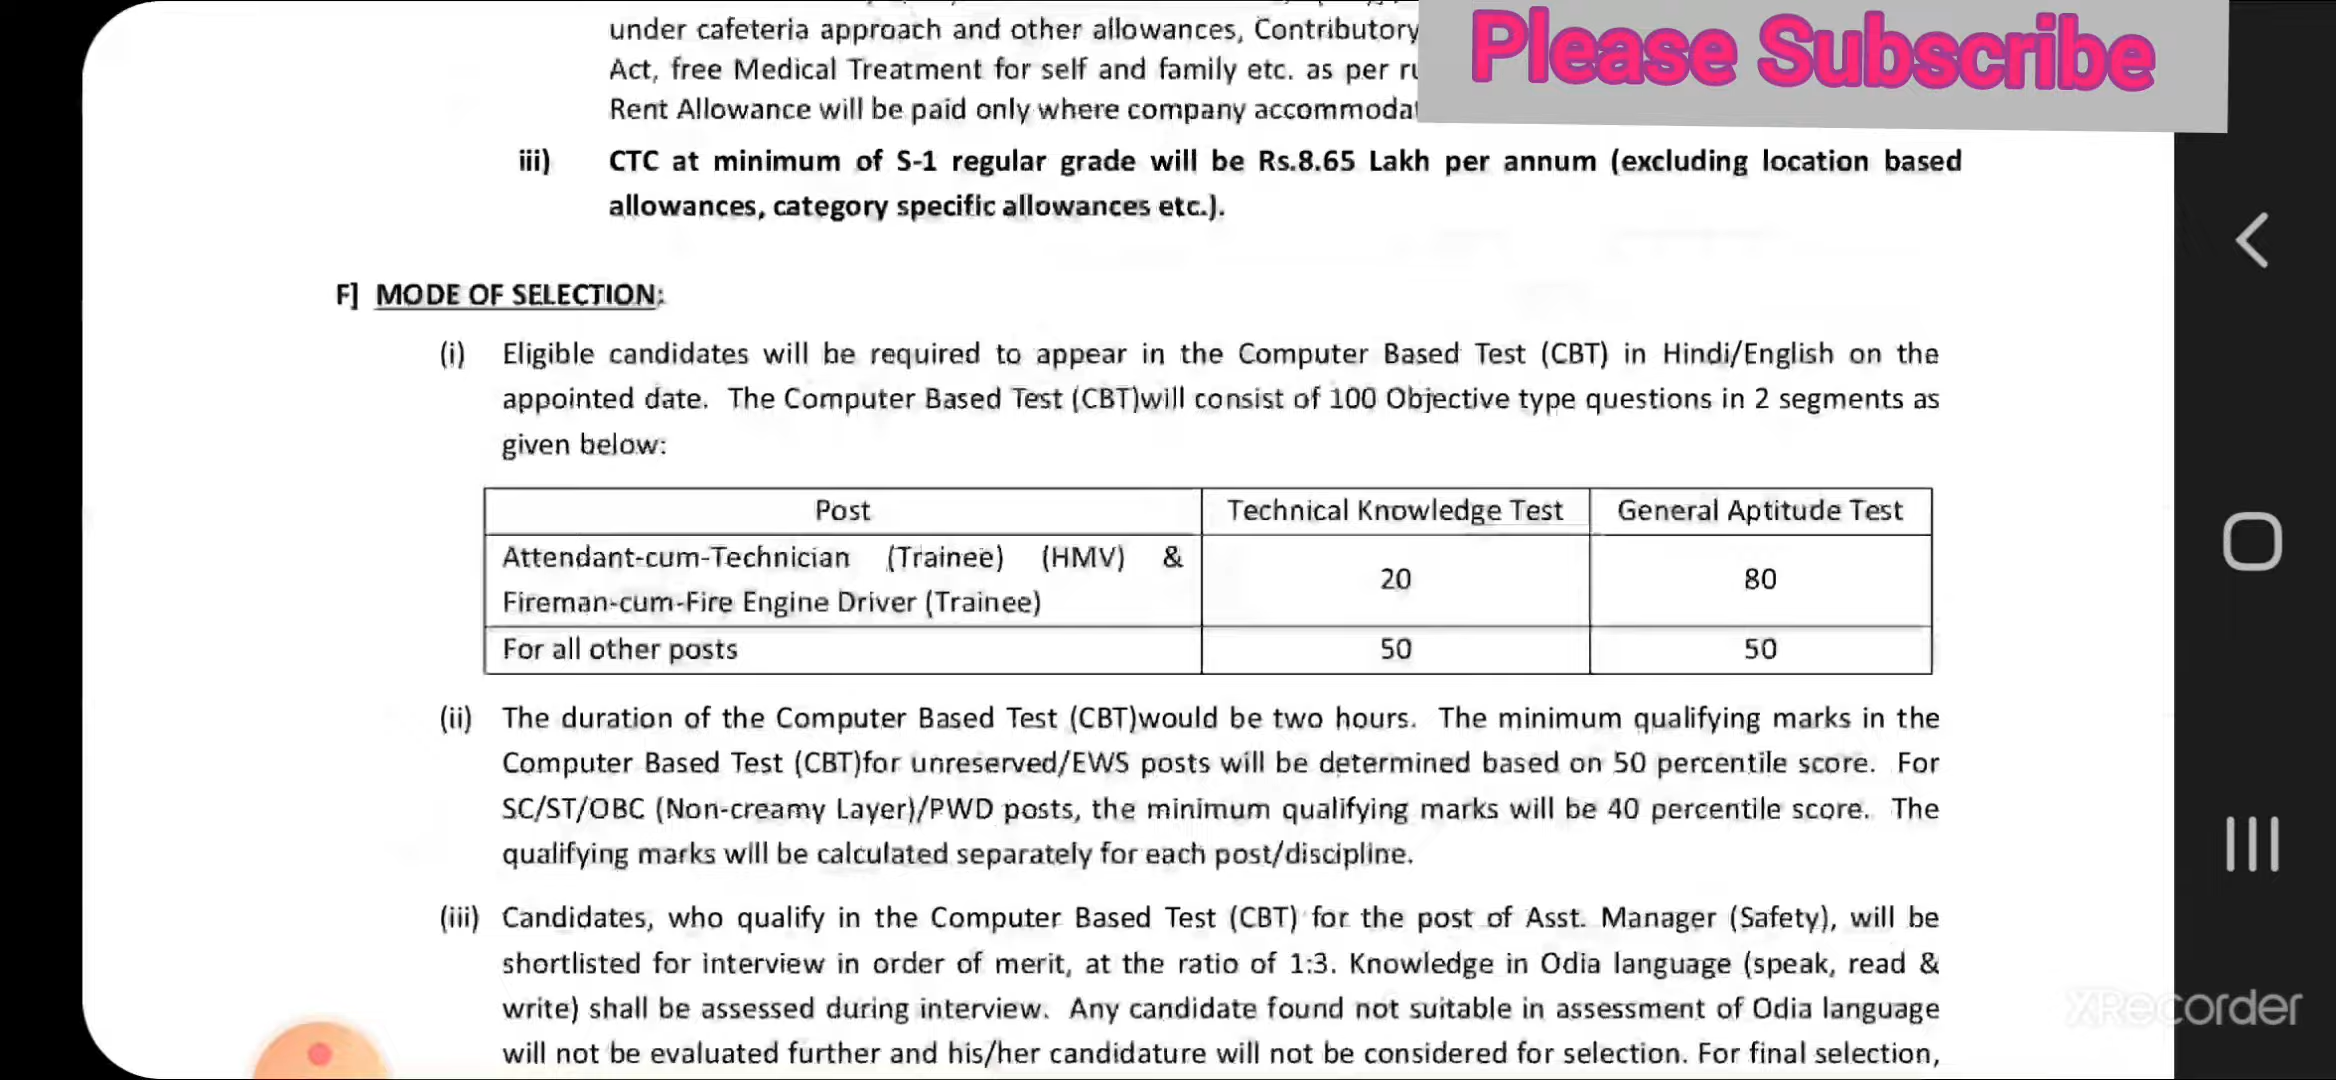 under cafeteria approach and other allowances, Contributory
Please Subscribe
Act, free Medical Treatment for self and family etc. as per
Rent Allowance will be paid only where company
iii) CTC at minimum of S-1 regular grade will be Rs.8.65 Lakh per annum (excluding location based
allowances, category specific allowances etc.).
F] MODE OF SELECTION:
(i) Eligible candidates will be required to appear in the Computer Based Test (CBT) in Hindi/English on the
appointed date. The Computer Based Test (CBT)will consist of 100 Objective type questions in 2 segments as
given below:
Post Technical Knowledge Test General Aptitude Test
Attendant-cum-Technician (Trainee) (HMV) &
Fireman-cum-Fire Engine Driver (Trainee)
20 80
For all other posts 50 50
(ii) The duration of the Computer Based Test (CBT)would be two hours. The minimum qualifying marks in the
Computer Based Test (CBT)for unreserved/EWS posts will be determined based on 50 percentile score. For
SC/ST/OBC (Non-creamy Layer)/PWD posts, the minimum qualifying marks will be 40 percentile score. The
qualifying marks will be calculated separately for each post/discipline.
(iii) Candidates, who qualify in the Computer Based Test (CBT) for the post of Asst. Manager (Safety), will be
shortlisted for interview in order of merit, at the ratio of 1:3. Knowledge in Odia language (speak, read &
write) shall be assessed during interview. Any candidate found not suitable in assessment of Odia language
XRecorder
will not be evaluated further and his/her candidature will not be considered for selection. For final selection,